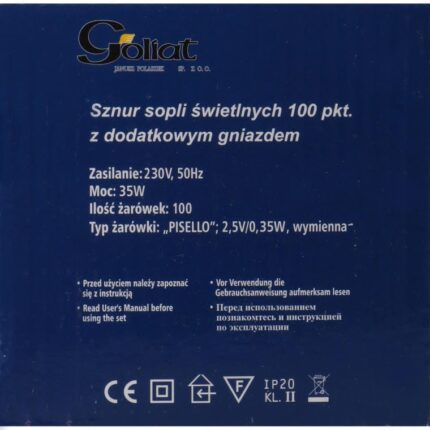 Goliat
JANUSZ POLASZEK SP. Z O.O.
Sznur sopli świetlnych 100 pkt.
z dodatkowym gniazdem
Zasilanie: 230V, 50Hz
Moc: 35W
Ilość żarówek: 100
Typ żarówki: „PISELLO”; 2,5V/0,35W, wymienna
• Przed użyciem należy zapoznać
się z instrukcją
• Read User's Manual before
using the set
• Vor Verwendung die
Gebrauchsanweisung aufmerksam lesen
• Перед использованием
познакомтесь и инструкцией
по эксплуатации
CE
F
IP20
KL. II